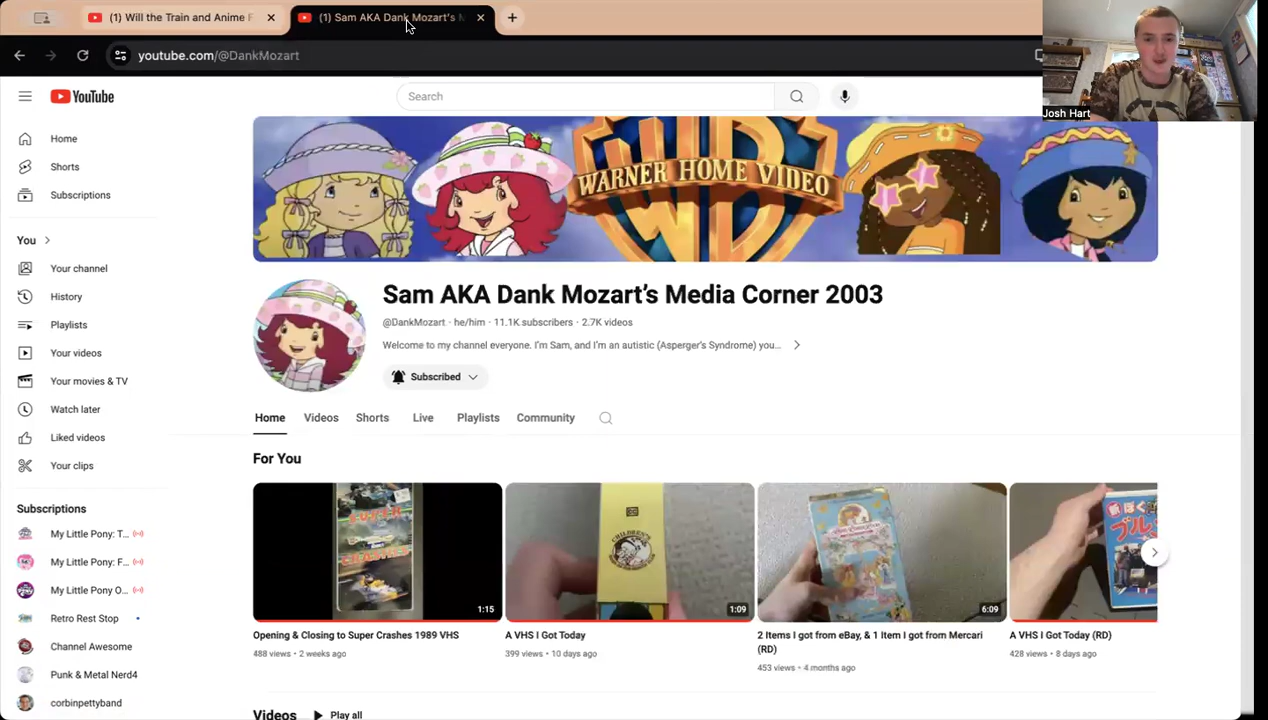 (1) Will the Train and Anime F
(1) Sam AKA Dank Mozart's M
youtube.com/@DankMozart
Josh Hart
YouTube
Search
WARNER HOME VIDEO
WB
Home
Shorts
Subscriptions
You
Your channel
History
Playlists
Your videos
Your movies & TV
Watch later
Liked videos
Your clips
Subscriptions
My Little Pony: T...
My Little Pony: F...
My Little Pony O...
Retro Rest Stop
Channel Awesome
Punk & Metal Nerd4
corbinpettyband
Sam AKA Dank Mozart's Media Corner 2003
@DankMozart · he/him · 11.1K subscribers · 2.7K videos
Welcome to my channel everyone. I'm Sam, and I'm an autistic (Asperger's Syndrome) you...
Subscribed
Home Videos Shorts Live Playlists Community
For You
SUPER
CRASHES
CHILDREN'S
1:15
1:09
6:09
Opening & Closing to Super Crashes 1989 VHS
488 views • 2 weeks ago
A VHS I Got Today
399 views • 10 days ago
2 Items I got from eBay, & 1 Item I got from Mercari
(RD)
453 views • 4 months ago
A VHS I Got Today (RD)
428 views • 8 days ago
Videos Play all